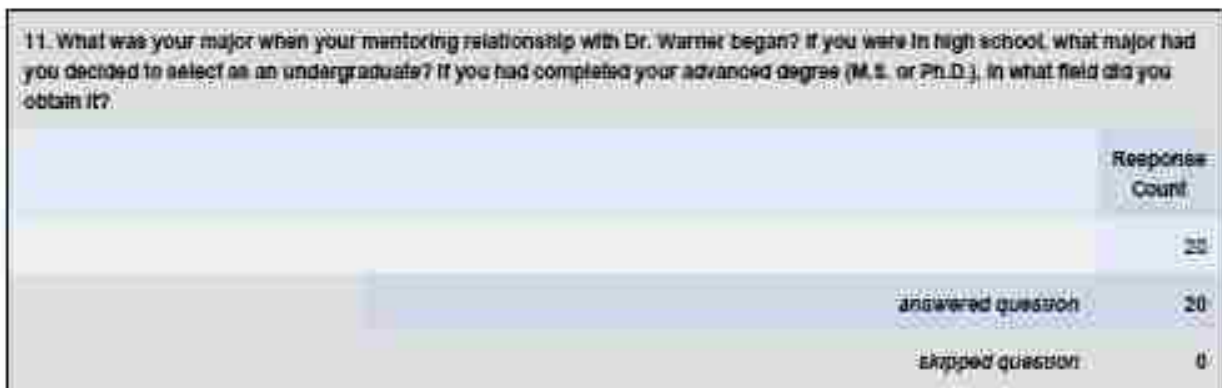 11. What was your major when your mentoring relationship with Dr. Warner began? If you were in high school, what major had
you decided to select as an undergraduate? If you had completed your advanced degree (M.S. or Ph.D.), in what field did you
obtain it?
Response
Count
20
answered question 20
skipped question 0